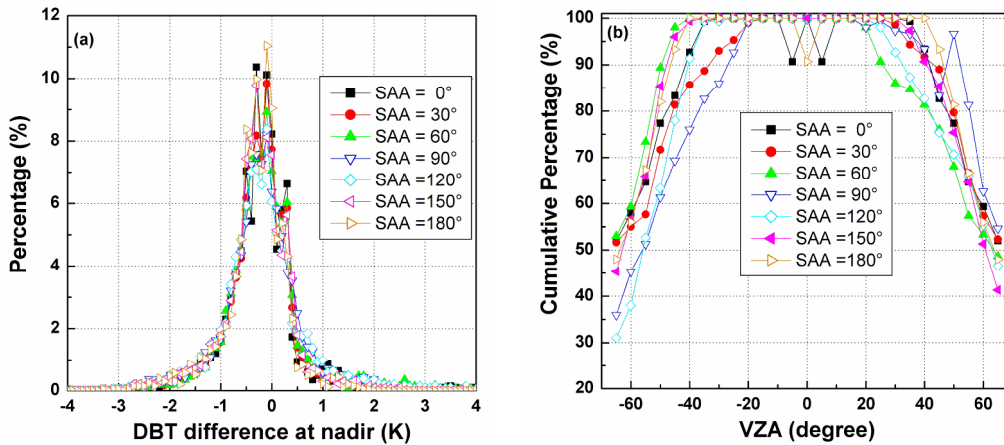 (a)
Percentage (%)
12
10
8
6
4
2
0
-4 -3 -2 -1 0 1 2 3 4
DBT difference at nadir (K)
SAA = 0°
SAA = 30°
SAA = 60°
SAA = 90°
SAA =120°
SAA =150°
SAA =180°
(b)
Cumulative Percentage (%)
100
90
80
70
60
50
40
30
20
-60 -40 -20 0 20 40 60
VZA (degree)
SAA = 0°
SAA = 30°
SAA = 60°
SAA = 90°
SAA = 120°
SAA =150°
SAA =180°